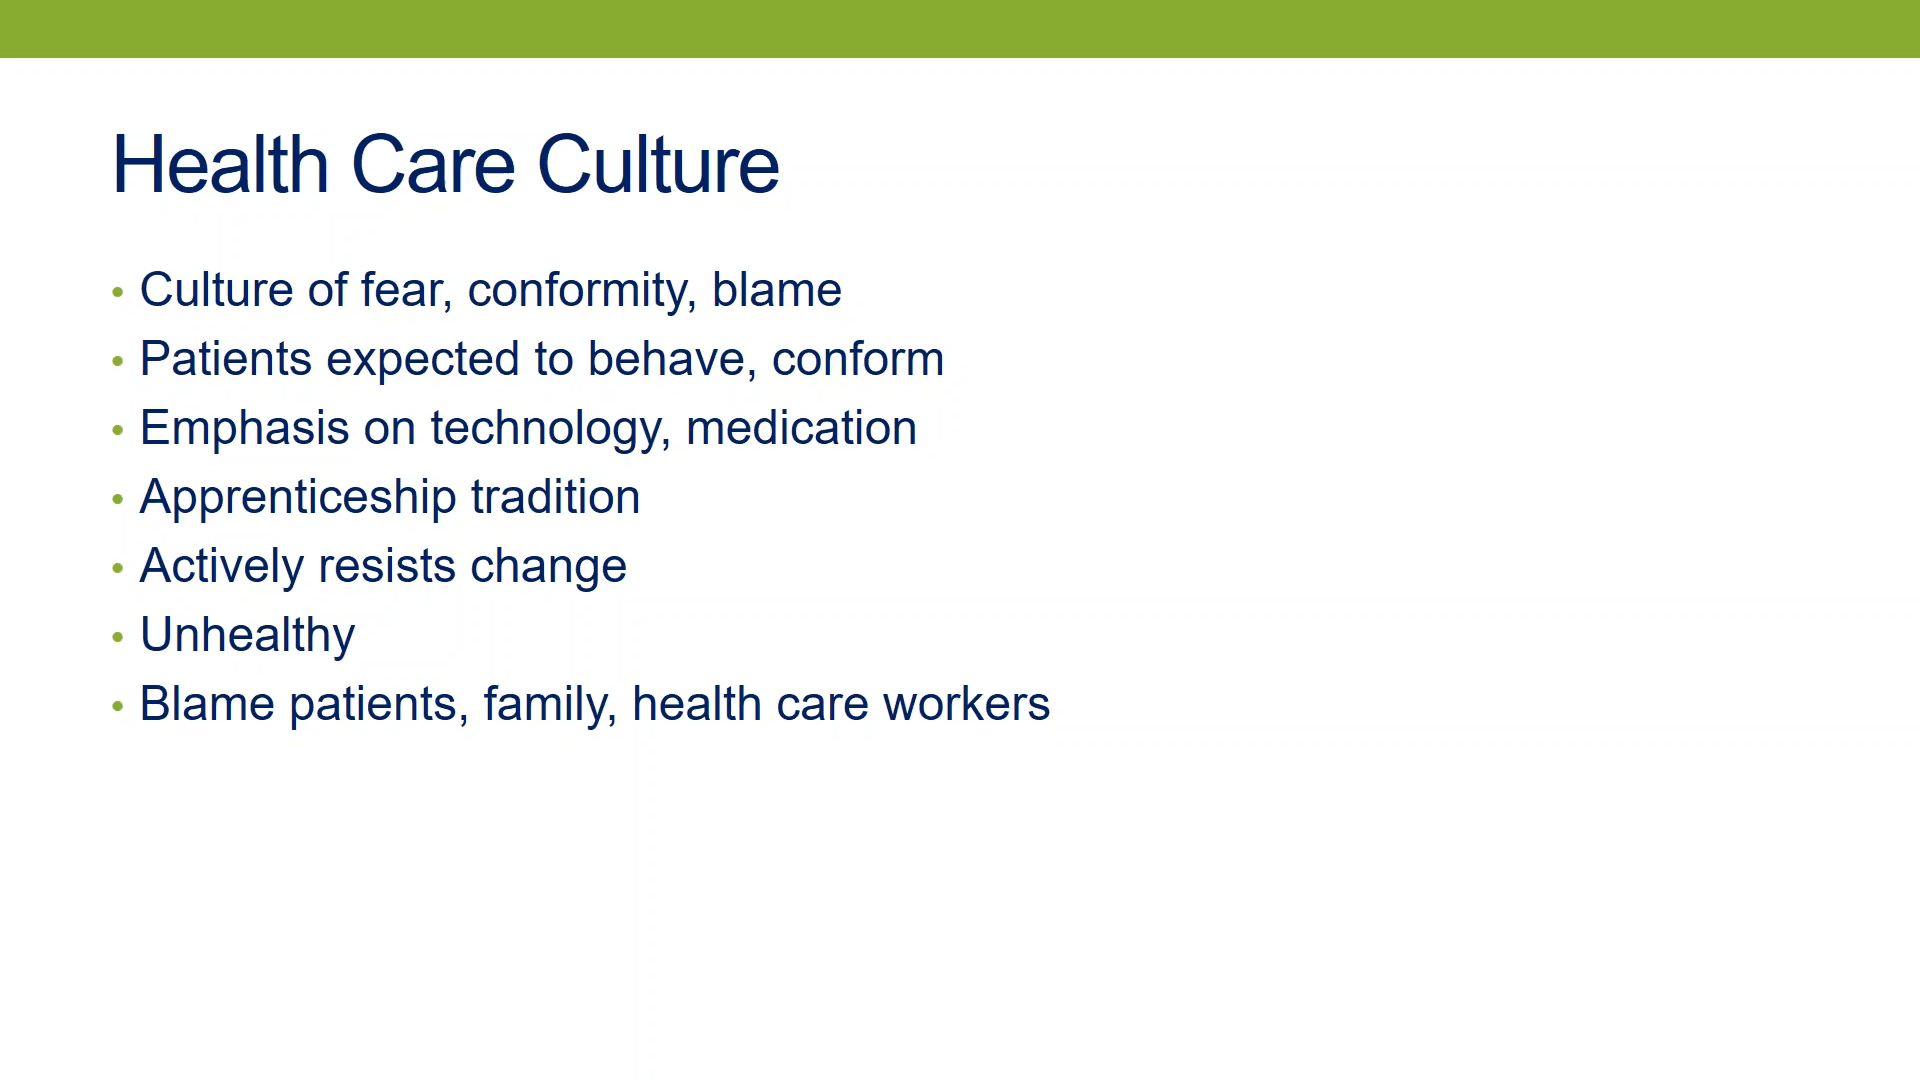 Health Care Culture
• Culture of fear, conformity, blame
• Patients expected to behave, conform
• Emphasis on technology, medication
• Apprenticeship tradition
• Actively resists change
• Unhealthy
• Blame patients, family, health care workers